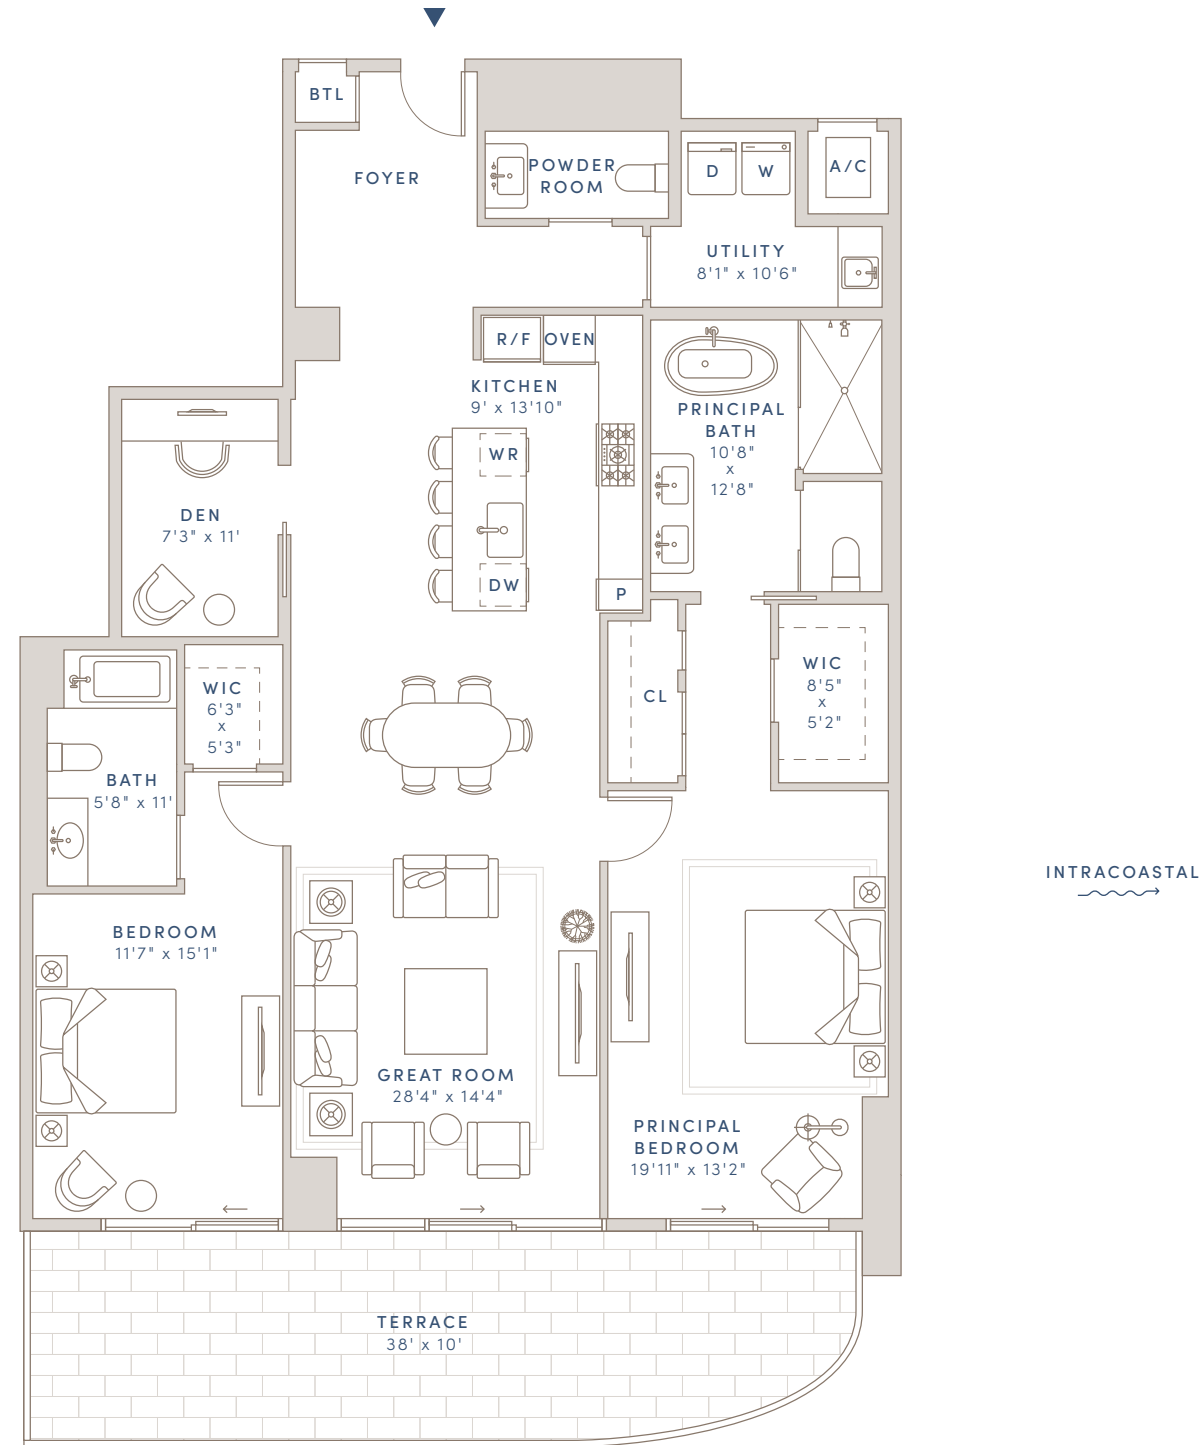 BTL
FOYER
POWDER
ROOM
D
W
A/C
UTILITY
8'1" x 10'6"
R/F
OVEN
KITCHEN
9' x 13'10"
WR
DW
P
PRINCIPAL
BATH
10'8"
x
12'8"
DEN
7'3" x 11'
WIC
6'3"
x
5'3"
CL
WIC
8'5"
x
5'2"
BATH
5'8" x 11'
INTRACOASTAL
BEDROOM
11'7" x 15'1"
GREAT ROOM
28'4" x 14'4"
PRINCIPAL
BEDROOM
19'11" x 13'2"
TERRACE
38' x 10'